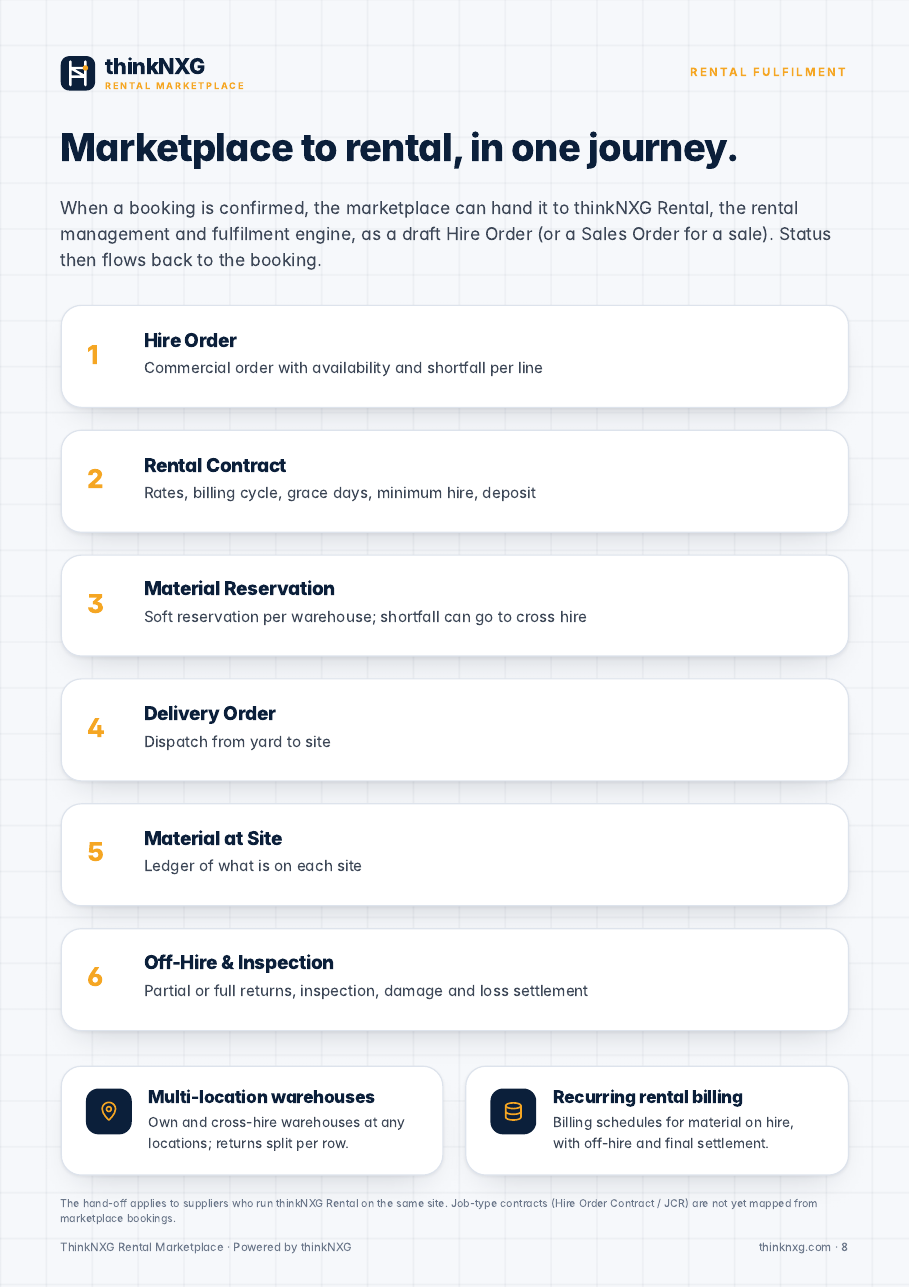 thinkNXG
RENTAL MARKETPLACE
RENTAL FULFILMENT
Marketplace to rental, in one journey.
When a booking is confirmed, the marketplace can hand it to thinkNXG Rental, the rental
management and fulfilment engine, as a draft Hire Order (or a Sales Order for a sale). Status
then flows back to the booking.
1
Hire Order
Commercial order with availability and shortfall per line
2
Rental Contract
Rates, billing cycle, grace days, minimum hire, deposit
3
Material Reservation
Soft reservation per warehouse; shortfall can go to cross hire
4
Delivery Order
Dispatch from yard to site
5
Material at Site
Ledger of what is on each site
6
Off-Hire & Inspection
Partial or full returns, inspection, damage and loss settlement
Multi-location warehouses
Own and cross-hire warehouses at any
locations; returns split per row.
Recurring rental billing
Billing schedules for material on hire,
with off-hire and final settlement.
The hand-off applies to suppliers who run thinkNXG Rental on the same site. Job-type contracts (Hire Order Contract / JCR) are not yet mapped from
marketplace bookings.
ThinkNXG Rental Marketplace · Powered by thinkNXG
thinknxg.com · 8